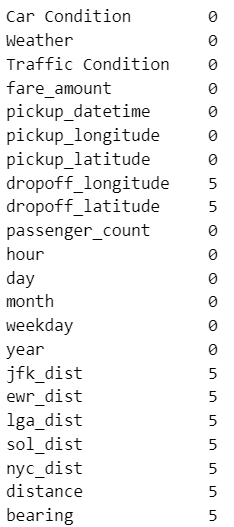 Car Condition 0
Weather 0
Traffic Condition 0
fare_amount 0
pickup_datetime 0
pickup_longitude 0
pickup_latitude 0
dropoff_longitude 5
dropoff_latitude 5
passenger_count 0
hour 0
day 0
month 0
weekday 0
year 0
jfk_dist 5
ewr_dist 5
lga_dist 5
sol_dist 5
nyc_dist 5
distance 5
bearing 5